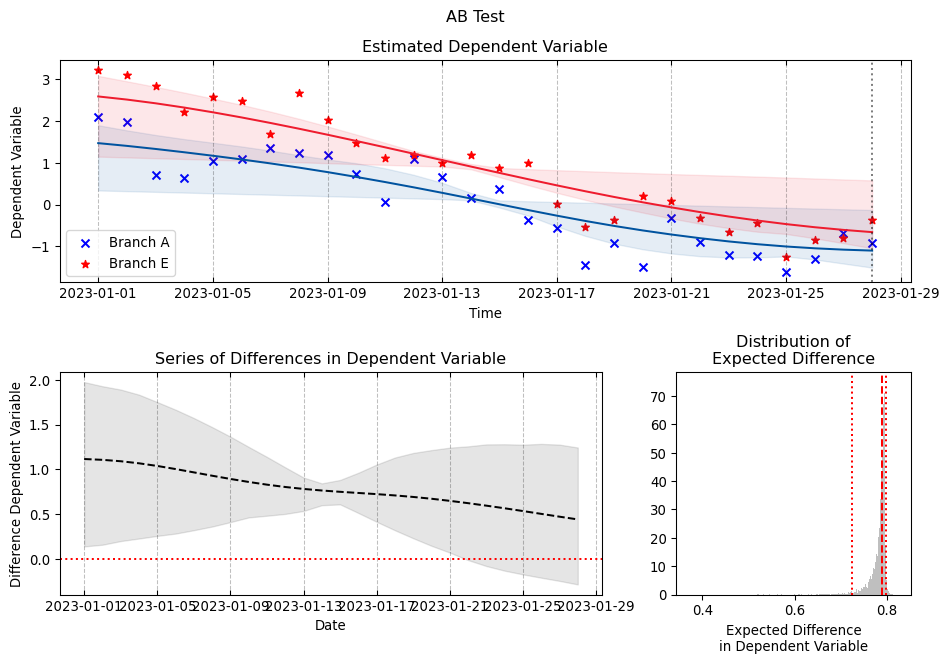 AB Test
Estimated Dependent Variable
Dependent Variable
3
2
1
0
−1
Branch A
Branch E
2023-01-01
2023-01-05
2023-01-09
2023-01-13
2023-01-17
2023-01-21
2023-01-25
2023-01-29
Time
Series of Differences in Dependent Variable
Difference Dependent Variable
2.0
1.5
1.0
0.5
0.0
2023-01-01
2023-01-05
2023-01-09
2023-01-13
2023-01-17
2023-01-21
2023-01-25
2023-01-29
Date
Distribution of
Expected Difference
70
60
50
40
30
20
10
0
0.4
0.6
0.8
Expected Difference
in Dependent Variable